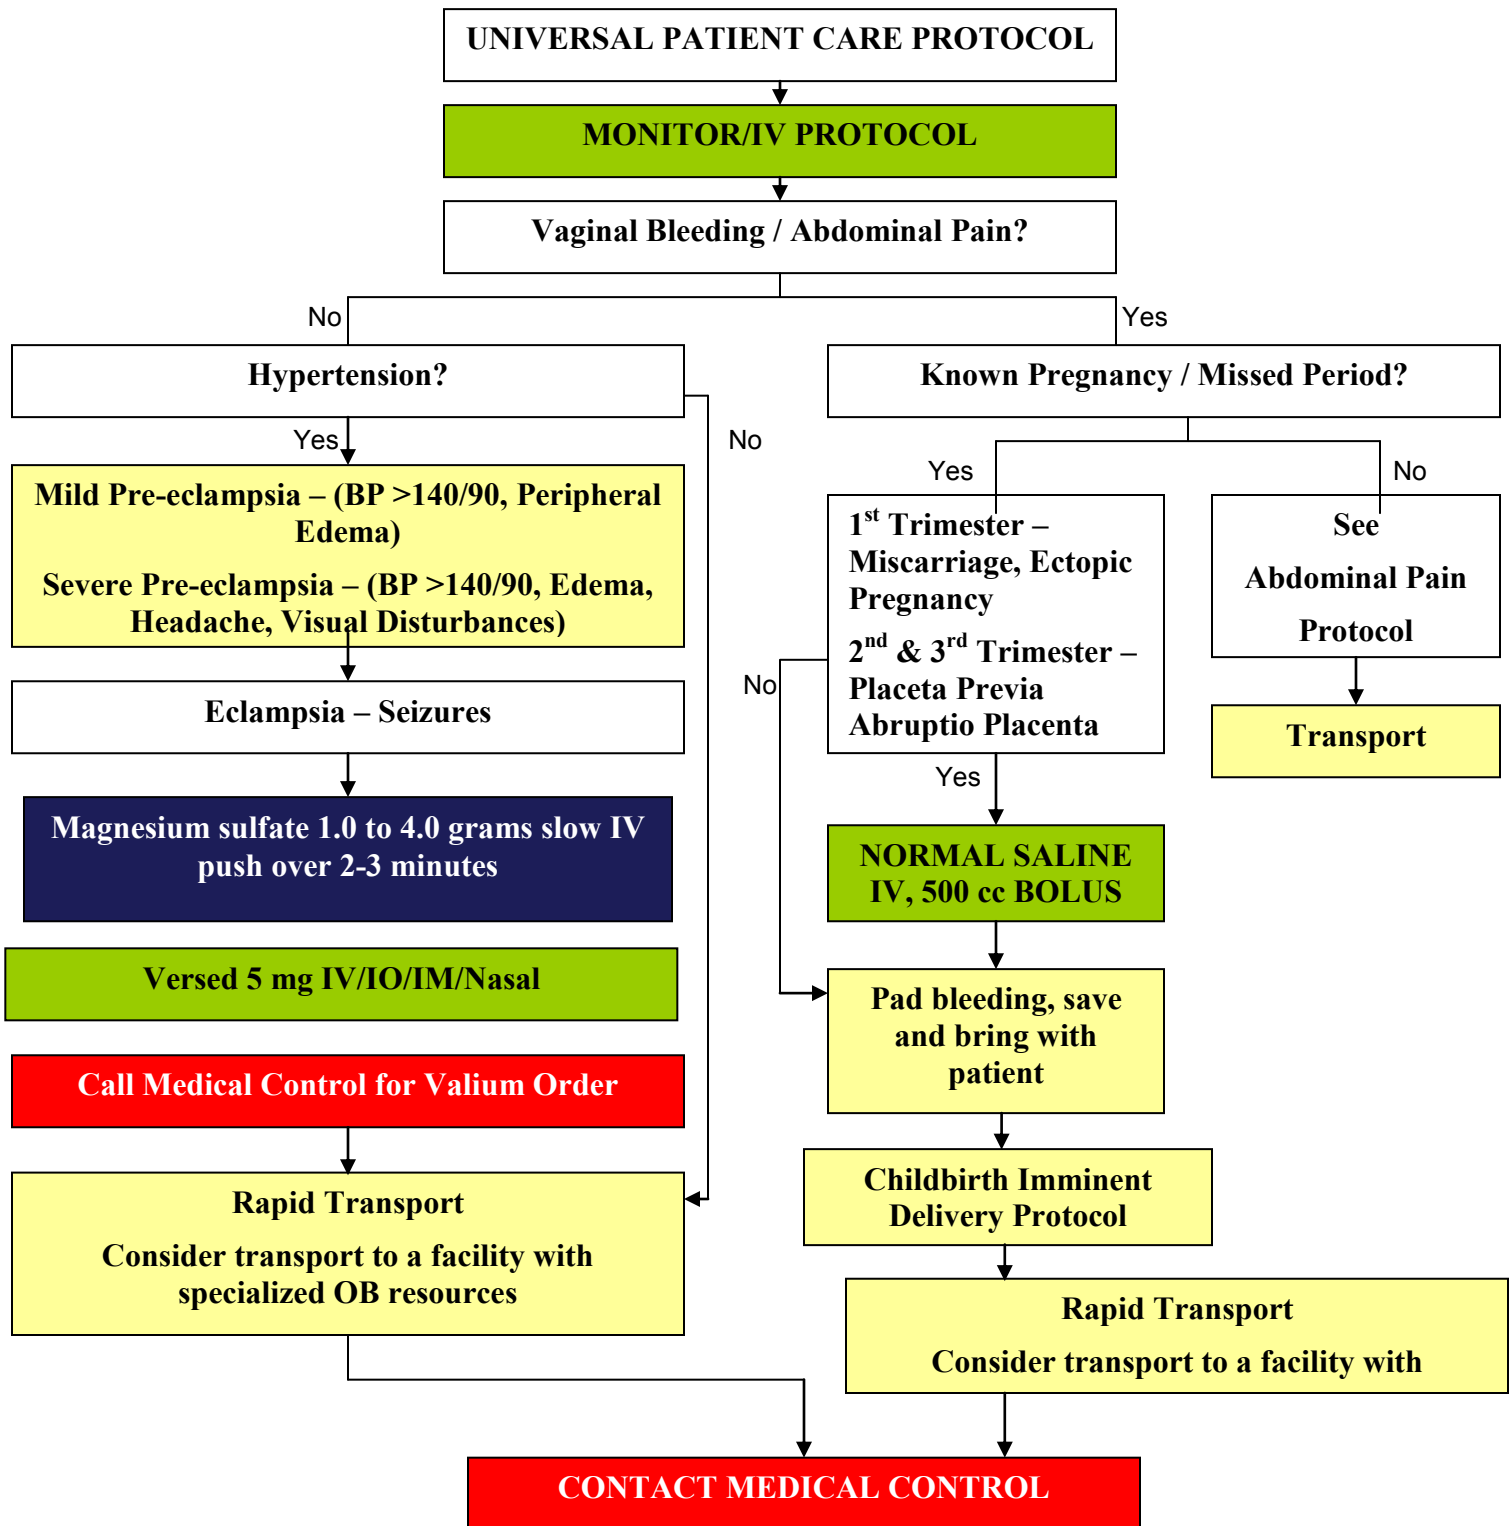 UNIVERSAL PATIENT CARE PROTOCOL
MONITOR/IV PROTOCOL
Vaginal Bleeding / Abdominal Pain?
No
Yes
Hypertension?
Known Pregnancy / Missed Period?
Yes
No
Yes
No
Mild Pre-eclampsia – (BP >140/90, Peripheral
Edema)
Severe Pre-eclampsia – (BP >140/90, Edema,
Headache, Visual Disturbances)
1st Trimester –
Miscarriage, Ectopic
Pregnancy
2nd & 3rd Trimester –
Placeta Previa
Abruptio Placenta
See
Abdominal Pain
Protocol
No
Eclampsia – Seizures
Transport
Yes
Magnesium sulfate 1.0 to 4.0 grams slow IV
push over 2-3 minutes
NORMAL SALINE
IV, 500 cc BOLUS
Versed 5 mg IV/IO/IM/Nasal
Pad bleeding, save
and bring with
patient
Call Medical Control for Valium Order
Childbirth Imminent
Delivery Protocol
Rapid Transport
Consider transport to a facility with
specialized OB resources
Rapid Transport
Consider transport to a facility with
CONTACT MEDICAL CONTROL